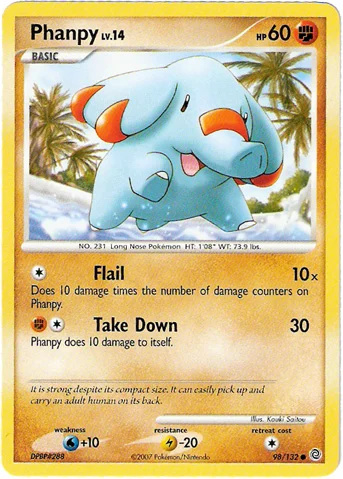 Phanpy LV.14 HP 60
BASIC
NO. 231 Long Nose Pokémon HT: 1'08" WT: 73.9 lbs.
Flail 10x
Does 10 damage times the number of damage counters on
Phanpy.
Take Down 30
Phanpy does 10 damage to itself.
It is strong despite its compact size. It can easily pick up and
carry an adult human on its back.
Illus. Kouki Saitou
weakness resistance retreat cost
+10 -20
DPBP#288 ©2007 Pokémon/Nintendo 98/132